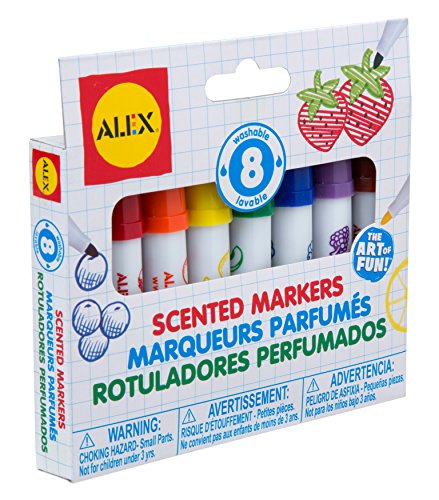 ALEX
washable
8
lavable
THE
ART OF
FUN!
SCENTED MARKERS
MARQUEURS PARFUMÉS
ROTULADORES PERFUMADOS
WARNING:
CHOKING HAZARD- Small Parts.
Not for children under 3 yrs.
AVERTISSEMENT:
RISQUE D'ÉTOUFFEMENT - Petites pièces.
Ne convient pas aux enfants de moins de 3 ans.
ADVERTENCIA:
PELIGRO DE ASFIXIA - Pequeñas piezas.
No para los niños bajo 3 años.
ALEX
washable
8
lavable
SCENTED MARKERS
MARQUEURS PARFUMÉS
ROTULADORES PERFUMADOS